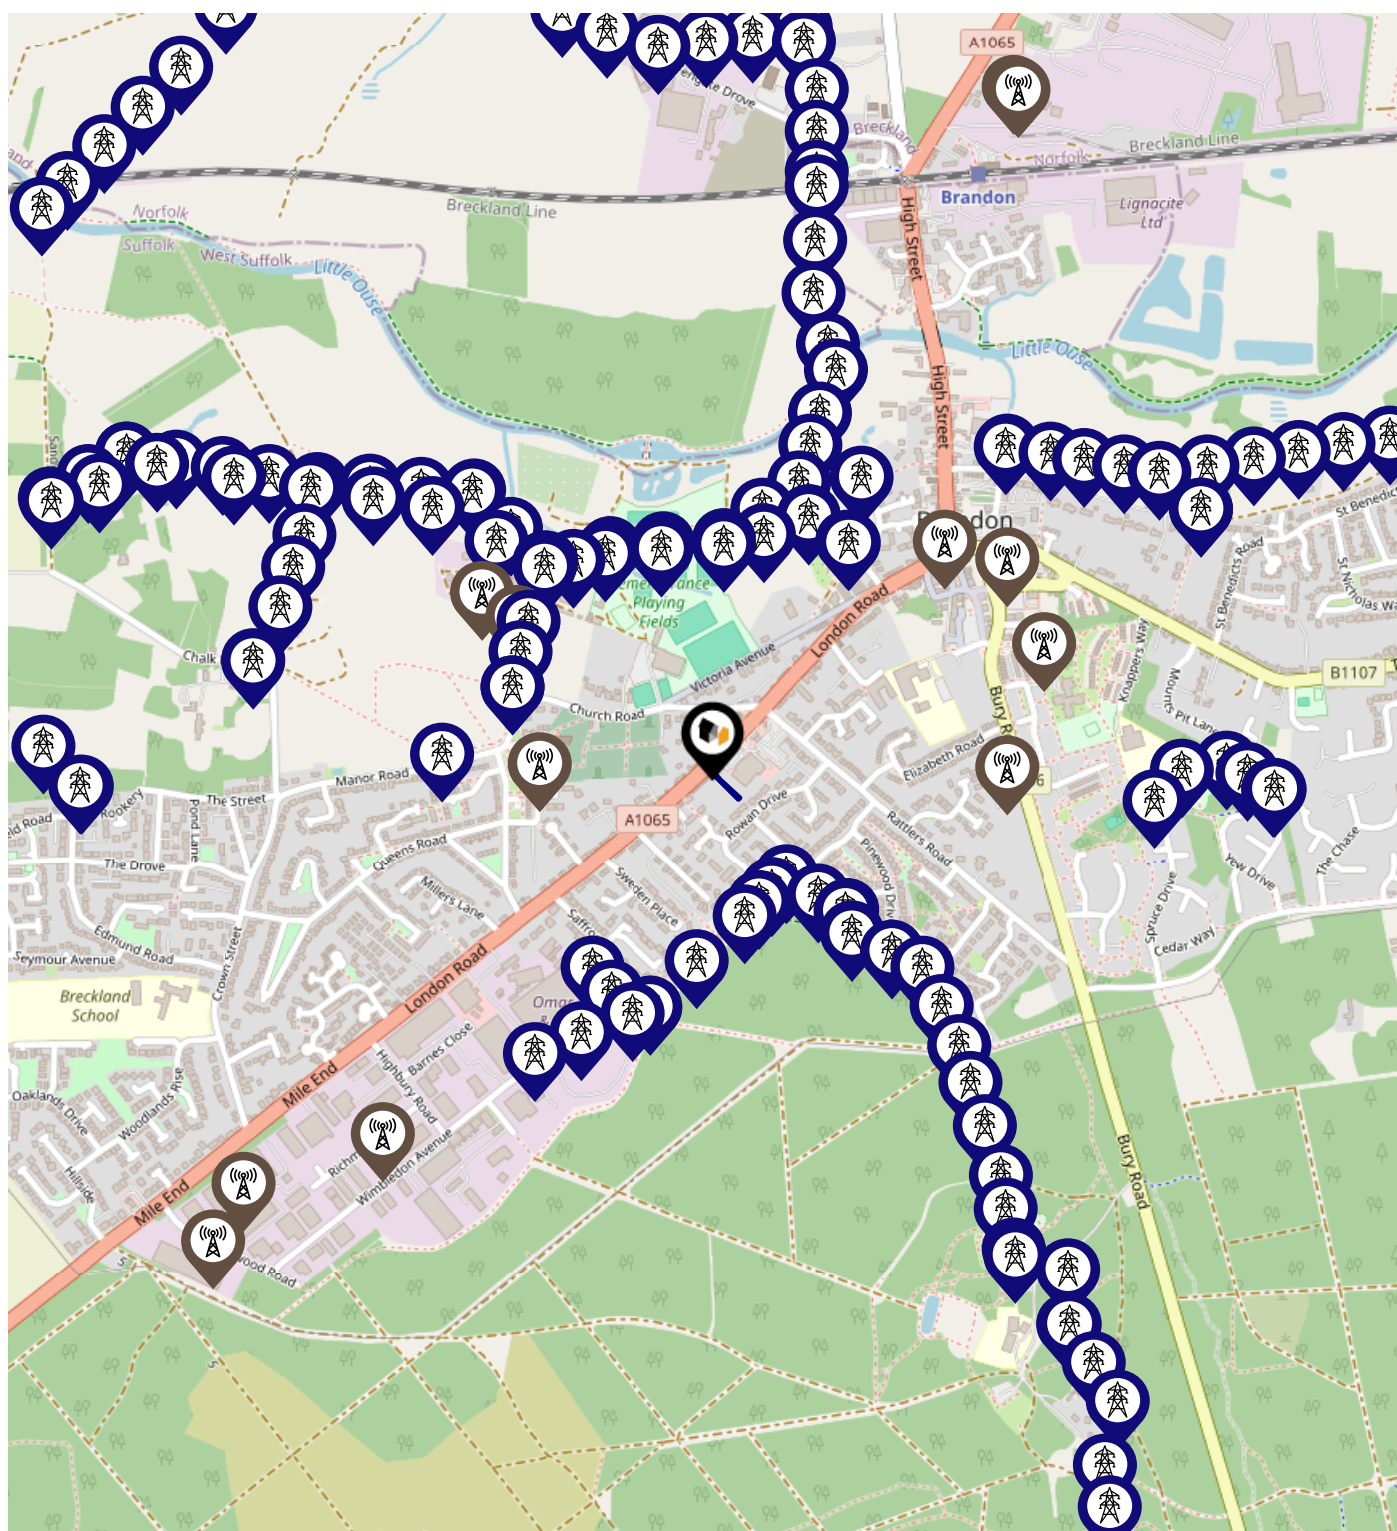 A1065
Drove
Breckland
Breckland Line
Norfolk
Breckland Line
Brandon
Lignacite
Ltd
Norfolk
Suffolk
West Suffolk
Little Ouse
High Street
Little Ouse
High Street
St Benedicts Road
Playing
Fields
London Road
Victoria Avenue
Knappers Way
B1107
Chalk
Church Road
Elizabeth Road
Manor Road
The Street
Pond Lane
Rookery
A1065
Rowan Drive
Rattlers Road
Queens Road
The Drove
Pinewood Drive
The Chase
Yew Drive
Millers Lane
Sweden Place
Spruce Drive
Cedar Way
Edmund Road
Seymour Avenue
Crown Street
London Road
Breckland
School
Barnes Close
Highbury Road
Mile End
Oaklands Drive
Woodlands Rise
Wimbledon Avenue
Hillside
Mile End
Bury Road